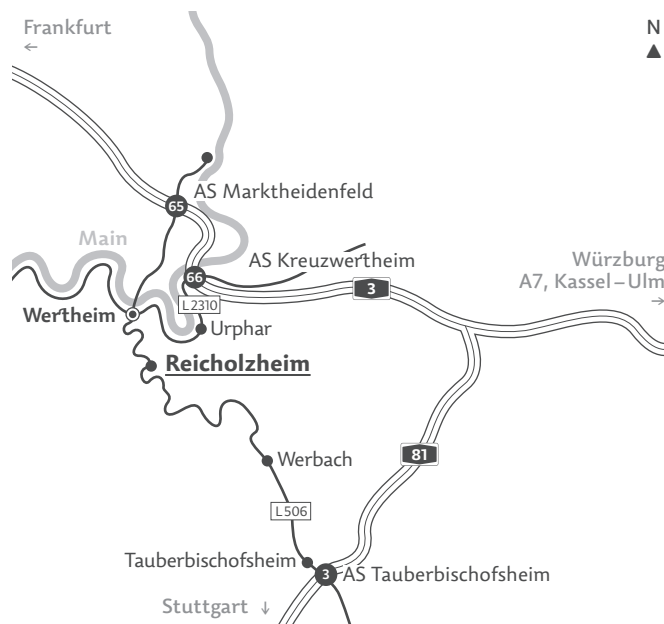 Frankfurt
←
N
▲
AS Marktheidenfeld
65
Main
AS Kreuzwertheim
66
Würzburg
A7, Kassel – Ulm
→
3
L2310
Wertheim
Urphar
Reicholzheim
81
Werbach
L506
Tauberbischofsheim
3
AS Tauberbischofsheim
Stuttgart ↓